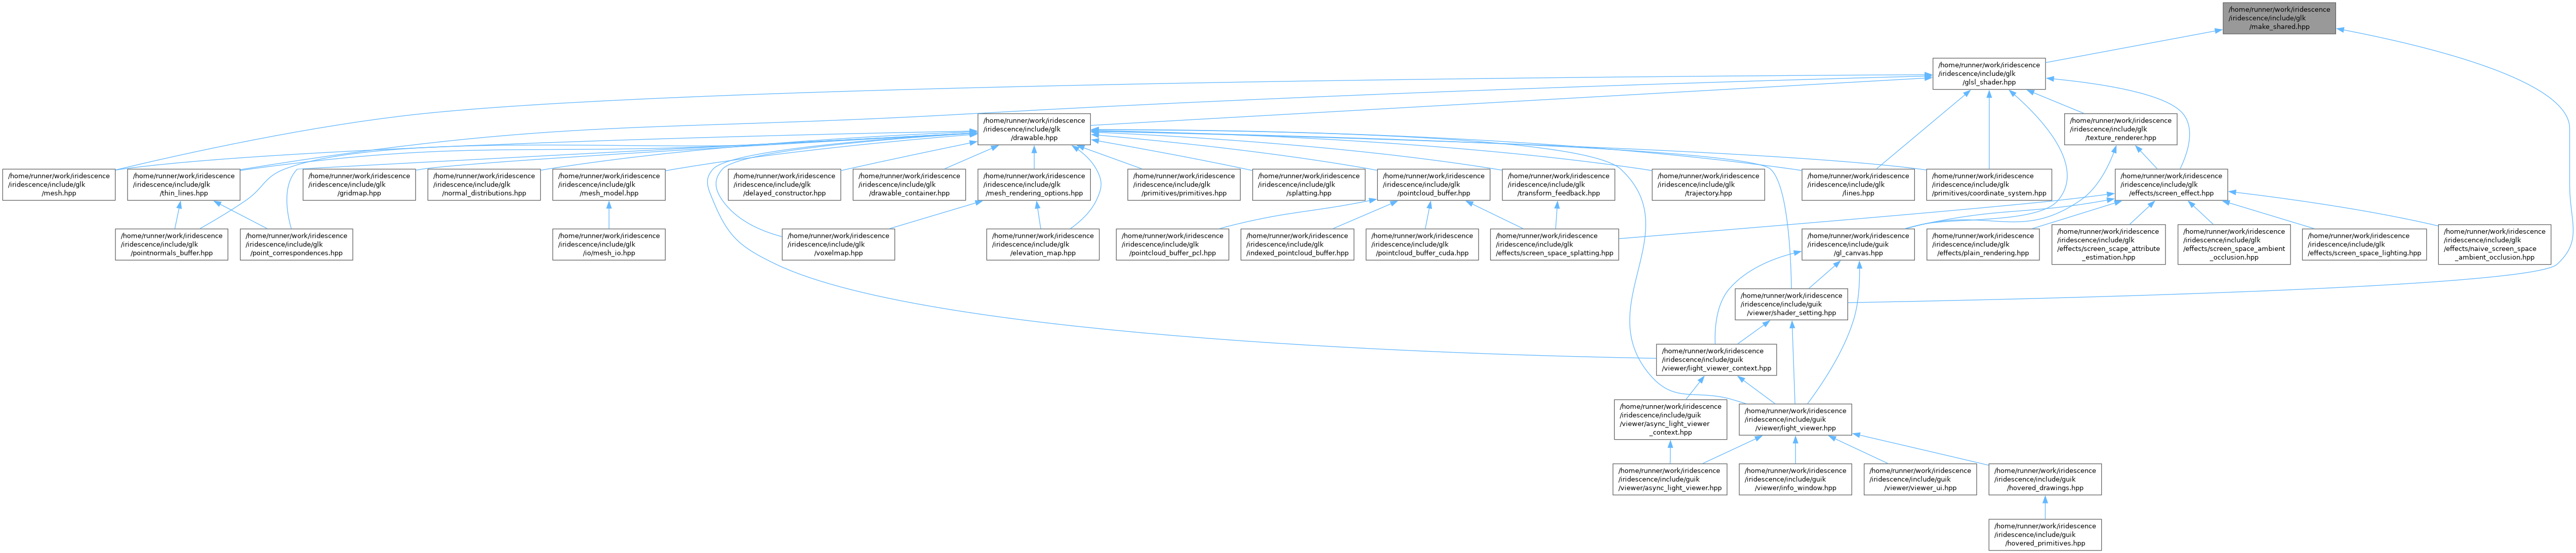 /home/runner/work/iridescence
/iridescence/include/glk
/make_shared.hpp
/home/runner/work/iridescence
/iridescence/include/glk
/glsl_shader.hpp
/home/runner/work/iridescence
/iridescence/include/glk
/drawable.hpp
/home/runner/work/iridescence
/iridescence/include/glk
/texture_renderer.hpp
/home/runner/work/iridescence
/iridescence/include/glk
/mesh.hpp
/home/runner/work/iridescence
/iridescence/include/glk
/thin_lines.hpp
/home/runner/work/iridescence
/iridescence/include/glk
/gridmap.hpp
/home/runner/work/iridescence
/iridescence/include/glk
/normal_distributions.hpp
/home/runner/work/iridescence
/iridescence/include/glk
/mesh_model.hpp
/home/runner/work/iridescence
/iridescence/include/glk
/delayed_constructor.hpp
/home/runner/work/iridescence
/iridescence/include/glk
/drawable_container.hpp
/home/runner/work/iridescence
/iridescence/include/glk
/mesh_rendering_options.hpp
/home/runner/work/iridescence
/iridescence/include/glk
/primitives/primitives.hpp
/home/runner/work/iridescence
/iridescence/include/glk
/splatting.hpp
/home/runner/work/iridescence
/iridescence/include/glk
/pointcloud_buffer.hpp
/home/runner/work/iridescence
/iridescence/include/glk
/transform_feedback.hpp
/home/runner/work/iridescence
/iridescence/include/glk
/trajectory.hpp
/home/runner/work/iridescence
/iridescence/include/glk
/lines.hpp
/home/runner/work/iridescence
/iridescence/include/glk
/primitives/coordinate_system.hpp
/home/runner/work/iridescence
/iridescence/include/glk
/effects/screen_effect.hpp
/home/runner/work/iridescence
/iridescence/include/glk
/pointnormals_buffer.hpp
/home/runner/work/iridescence
/iridescence/include/glk
/point_correspondences.hpp
/home/runner/work/iridescence
/iridescence/include/glk
/io/mesh_io.hpp
/home/runner/work/iridescence
/iridescence/include/glk
/voxelmap.hpp
/home/runner/work/iridescence
/iridescence/include/glk
/elevation_map.hpp
/home/runner/work/iridescence
/iridescence/include/glk
/pointcloud_buffer_pcl.hpp
/home/runner/work/iridescence
/iridescence/include/glk
/indexed_pointcloud_buffer.hpp
/home/runner/work/iridescence
/iridescence/include/glk
/pointcloud_buffer_cuda.hpp
/home/runner/work/iridescence
/iridescence/include/glk
/effects/screen_space_splatting.hpp
/home/runner/work/iridescence
/iridescence/include/guik
/gl_canvas.hpp
/home/runner/work/iridescence
/iridescence/include/glk
/effects/plain_rendering.hpp
/home/runner/work/iridescence
/iridescence/include/glk
/effects/screen_scape_attribute
_estimation.hpp
/home/runner/work/iridescence
/iridescence/include/glk
/effects/screen_space_ambient
_occlusion.hpp
/home/runner/work/iridescence
/iridescence/include/glk
/effects/screen_space_lighting.hpp
/home/runner/work/iridescence
/iridescence/include/glk
/effects/naive_screen_space
_ambient_occlusion.hpp
/home/runner/work/iridescence
/iridescence/include/guik
/viewer/shader_setting.hpp
/home/runner/work/iridescence
/iridescence/include/guik
/viewer/light_viewer_context.hpp
/home/runner/work/iridescence
/iridescence/include/guik
/viewer/async_light_viewer
_context.hpp
/home/runner/work/iridescence
/iridescence/include/guik
/viewer/light_viewer.hpp
/home/runner/work/iridescence
/iridescence/include/guik
/viewer/async_light_viewer.hpp
/home/runner/work/iridescence
/iridescence/include/guik
/viewer/info_window.hpp
/home/runner/work/iridescence
/iridescence/include/guik
/viewer/viewer_ui.hpp
/home/runner/work/iridescence
/iridescence/include/guik
/hovered_drawings.hpp
/home/runner/work/iridescence
/iridescence/include/guik
/hovered_primitives.hpp